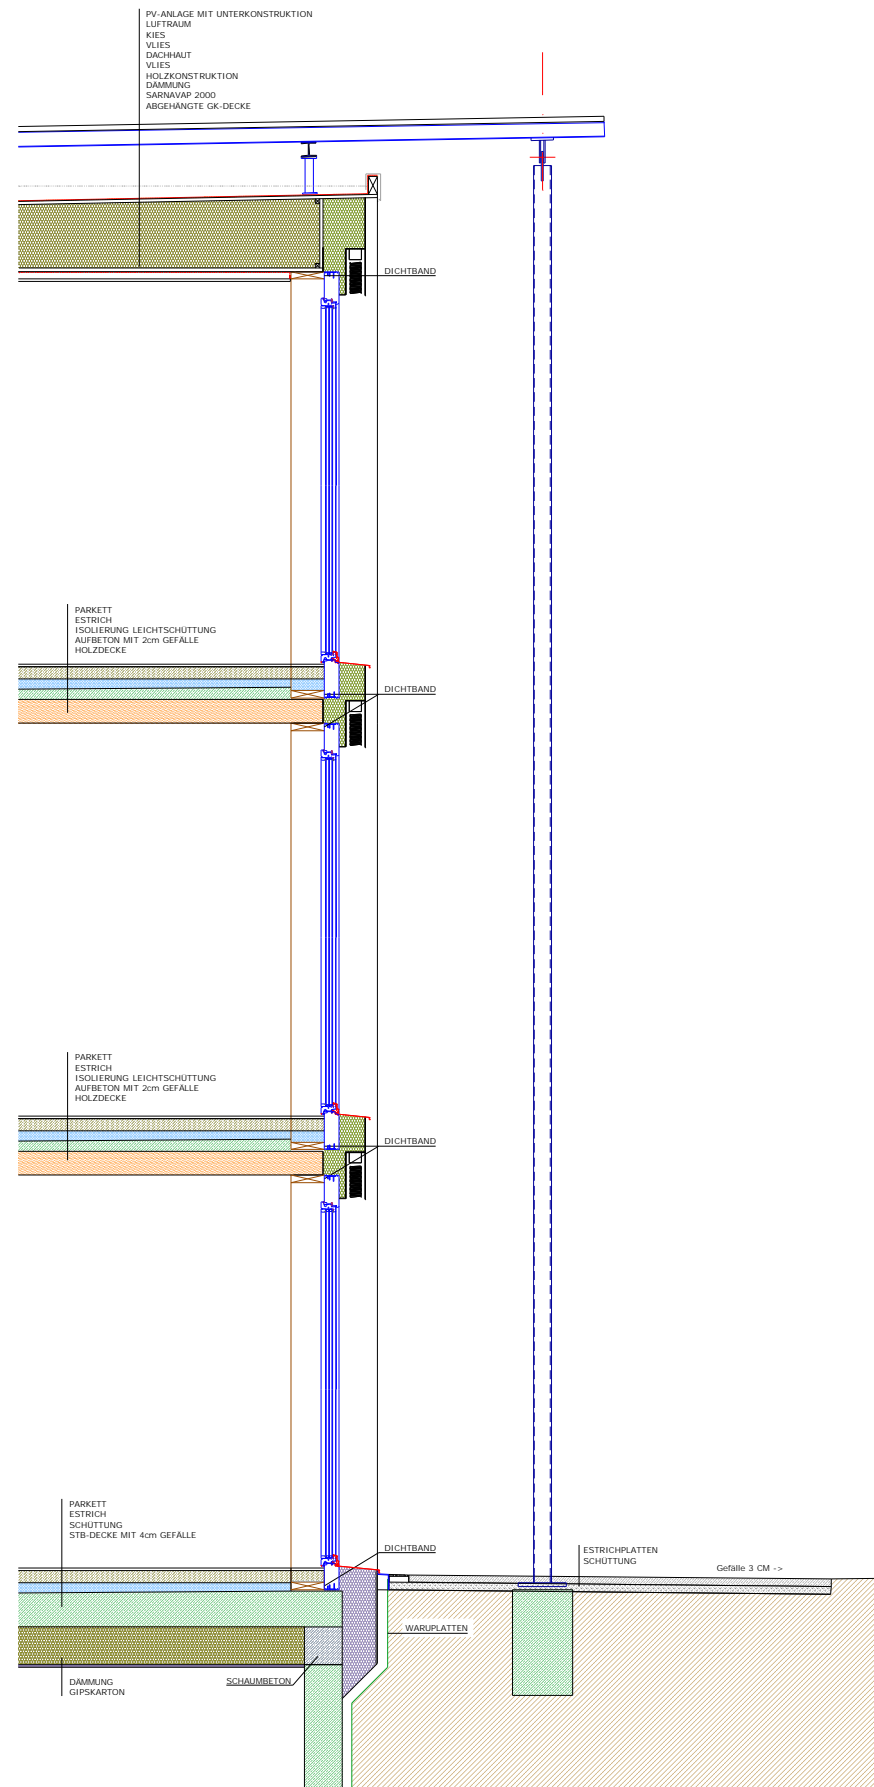 PV-ANLAGE MIT UNTERKONSTRUKTION
LUFTRAUM
KIES
VLIES
DACHHAUT
VLIES
HOLZKONSTRUKTION
DÄMMUNG
SARNAVAP 2000
ABGEHÄNGTE GK-DECKE
DICHTBAND
PARKETT
ESTRICH
ISOLIERUNG LEICHTSCHÜTTUNG
AUFBETON MIT 2cm GEFÄLLE
HOLZDECKE
DICHTBAND
PARKETT
ESTRICH
ISOLIERUNG LEICHTSCHÜTTUNG
AUFBETON MIT 2cm GEFÄLLE
HOLZDECKE
DICHTBAND
PARKETT
ESTRICH
SCHÜTTUNG
STB-DECKE MIT 4cm GEFÄLLE
DICHTBAND
ESTRICHPLATTEN
SCHÜTTUNG
Gefälle 3 CM ->
WARUPLATTEN
DÄMMUNG
GIPSKARTON
SCHAUMBETON